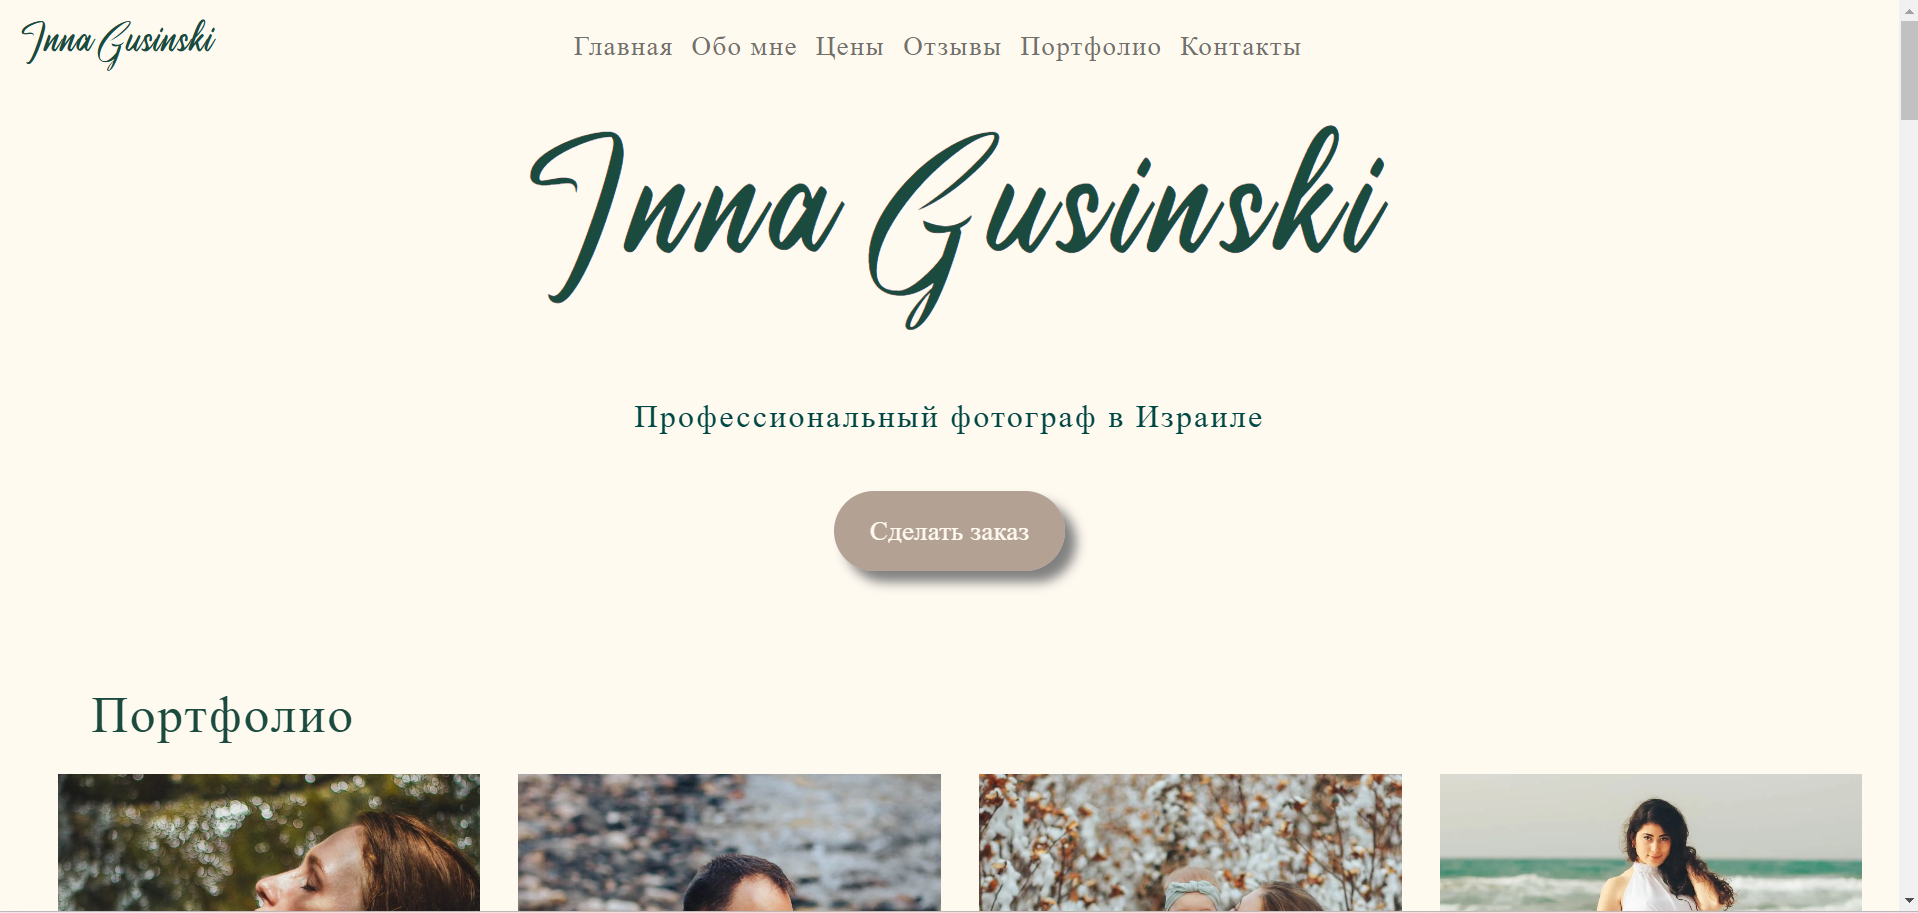 Inna Gusinski
Главная Обо мне Цены Отзывы Портфолио Контакты
Inna Gusinski
Профессиональный фотограф в Израиле
Сделать заказ
Портфолио